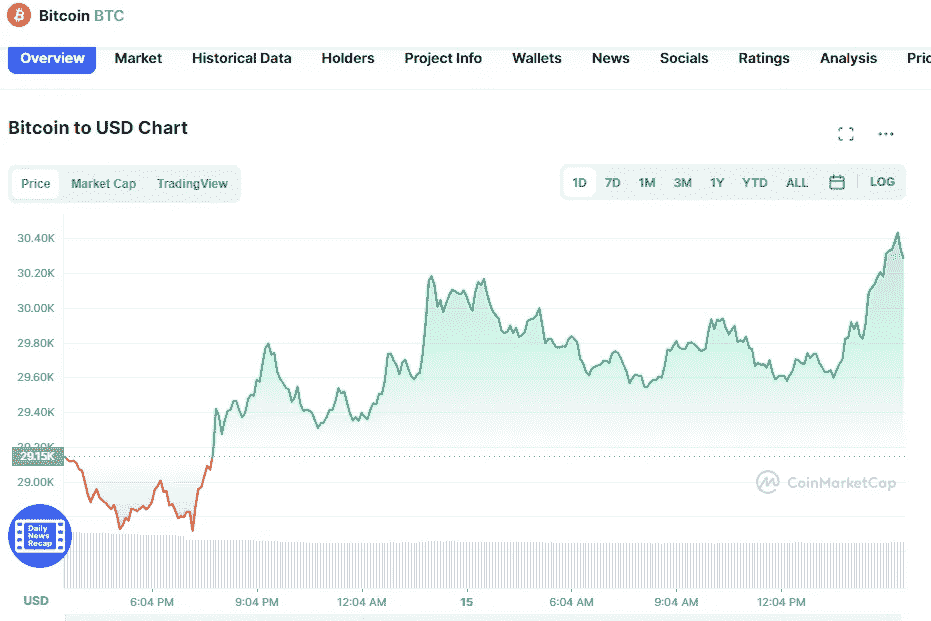 Bitcoin BTC
Overview Market Historical Data Holders Project Info Wallets News Socials Ratings Analysis Pric
Bitcoin to USD Chart
Price Market Cap TradingView
1D 7D 1M 3M 1Y YTD ALL LOG
30.40K
30.20K
30.00K
29.80K
29.60K
29.40K
29.20K
29.15K
29.00K
CoinMarketCap
Daily
News
Recap
USD 6:04 PM 9:04 PM 12:04 AM 15 6:04 AM 9:04 AM 12:04 PM